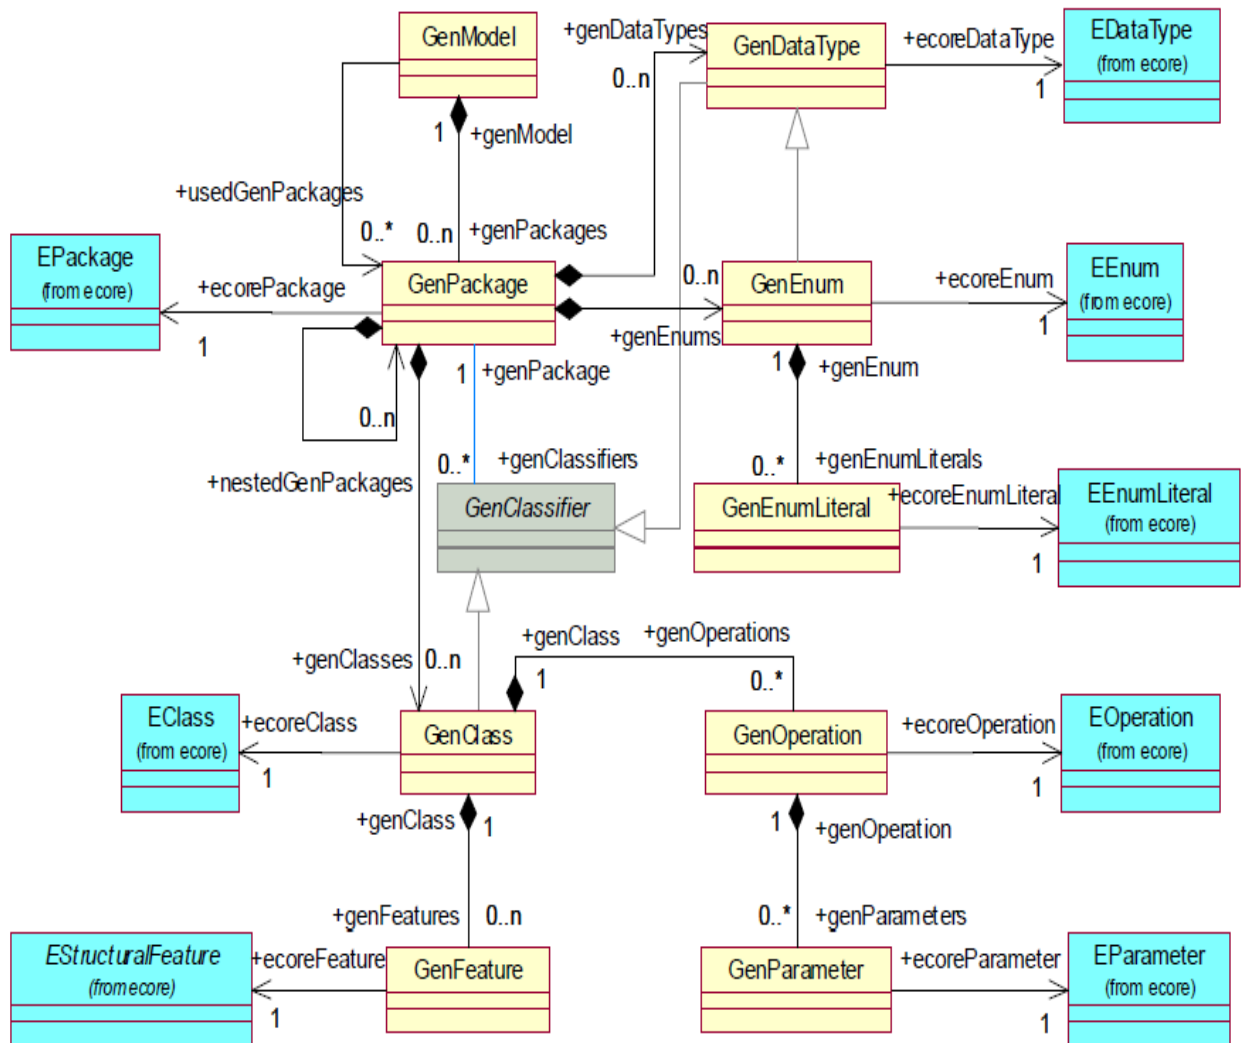 GenModel
+genDataTypes
GenDataType
+ecoreDataType
EDataType
(from ecore)
0..n
1
1
+genModel
+usedGenPackages
0..*
0..n
+genPackages
EPackage
(from ecore)
+ecorePackage
1
GenPackage
0..n
GenEnum
+ecoreEnum
EEnum
(from ecore)
1
+genEnums
1
+genPackage
1
+genEnum
0..n
+nestedGenPackages
0..*
+genClassifiers
0..*
+genEnumLiterals
GenClassifier
GenEnumLiteral
+ecoreEnumLiteral
EEnumLiteral
(from ecore)
1
+genClass
+genOperations
+genClasses
0..n
1
0..*
EClass
(from ecore)
+ecoreClass
1
GenClass
GenOperation
+ecoreOperation
EOperation
(from ecore)
1
+genClass
1
1
+genOperation
+genFeatures
0..n
0..*
+genParameters
EStructuralFeature
(from ecore)
+ecoreFeature
1
GenFeature
GenParameter
+ecoreParameter
EParameter
(from ecore)
1